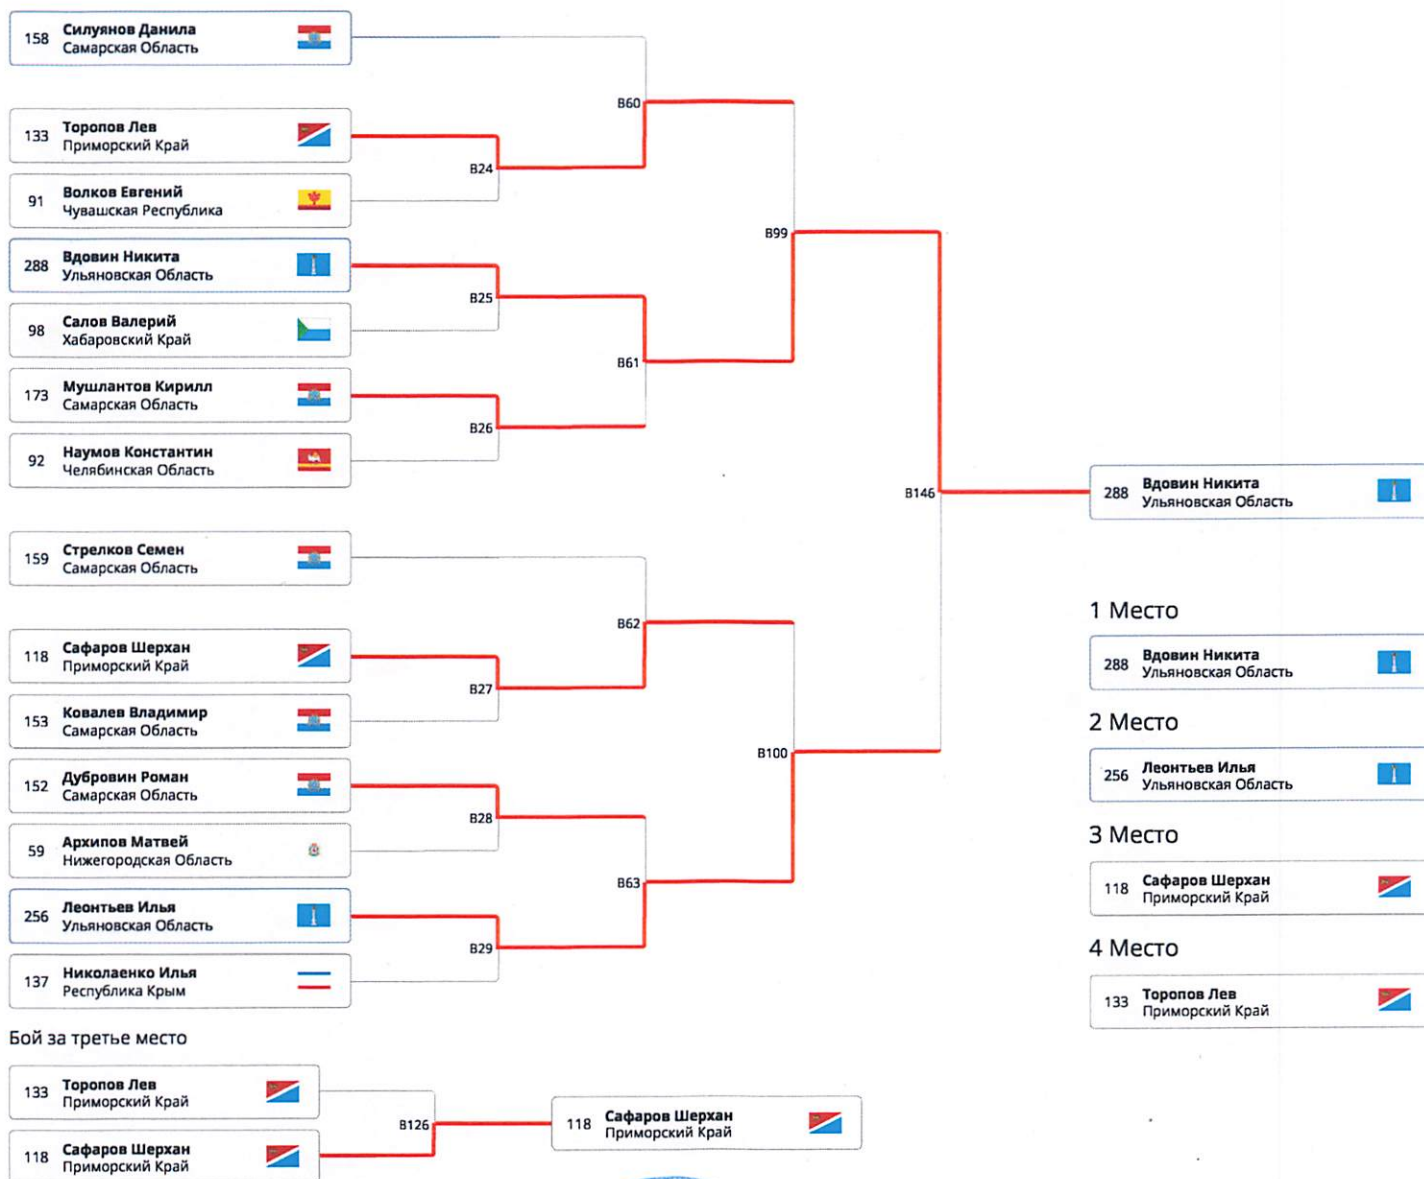 158 Силуянов Данила
Самарская Область
133 Торопов Лев
Приморский Край
91 Волков Евгений
Чувашская Республика
288 Вдовин Никита
Ульяновская Область
98 Салов Валерий
Хабаровский Край
173 Мушлантов Кирилл
Самарская Область
92 Наумов Константин
Челябинская Область
159 Стрелков Семен
Самарская Область
118 Сафаров Шерхан
Приморский Край
153 Ковалев Владимир
Самарская Область
152 Дубровин Роман
Самарская Область
59 Архипов Матвей
Нижегородская Область
256 Леонтьев Илья
Ульяновская Область
137 Николаенко Илья
Республика Крым
B24
B25
B26
B27
B28
B29
B60
B61
B62
B63
B99
B100
B146
288 Вдовин Никита
Ульяновская Область
1 Место
288 Вдовин Никита
Ульяновская Область
2 Место
256 Леонтьев Илья
Ульяновская Область
3 Место
118 Сафаров Шерхан
Приморский Край
4 Место
133 Торопов Лев
Приморский Край
Бой за третье место
133 Торопов Лев
Приморский Край
118 Сафаров Шерхан
Приморский Край
B126
118 Сафаров Шерхан
Приморский Край